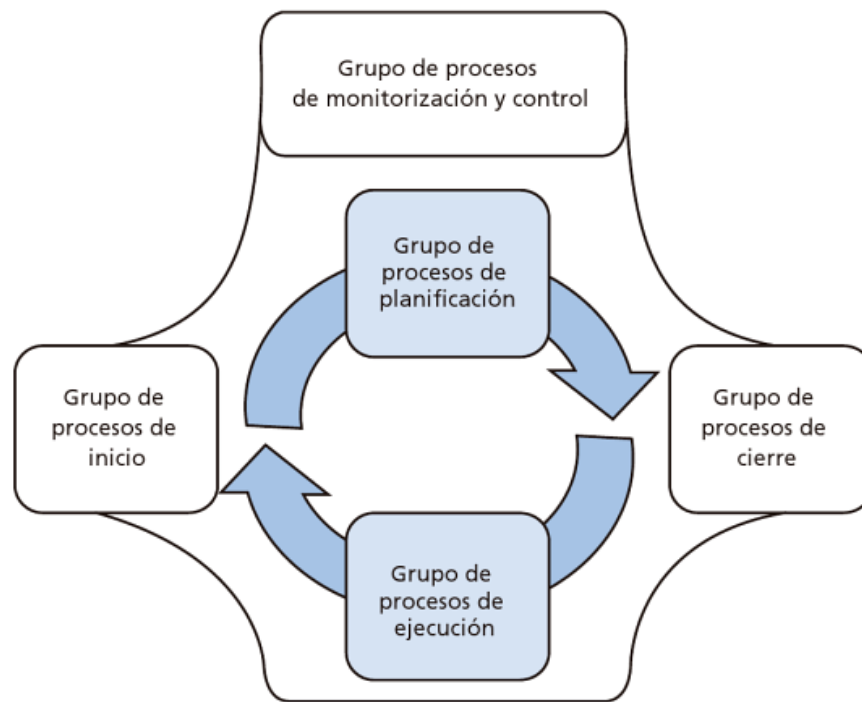 Grupo de procesos
de monitorización y control
Grupo de
procesos de
planificación
Grupo de
procesos de
inicio
Grupo de
procesos de
cierre
Grupo de
procesos de
ejecución